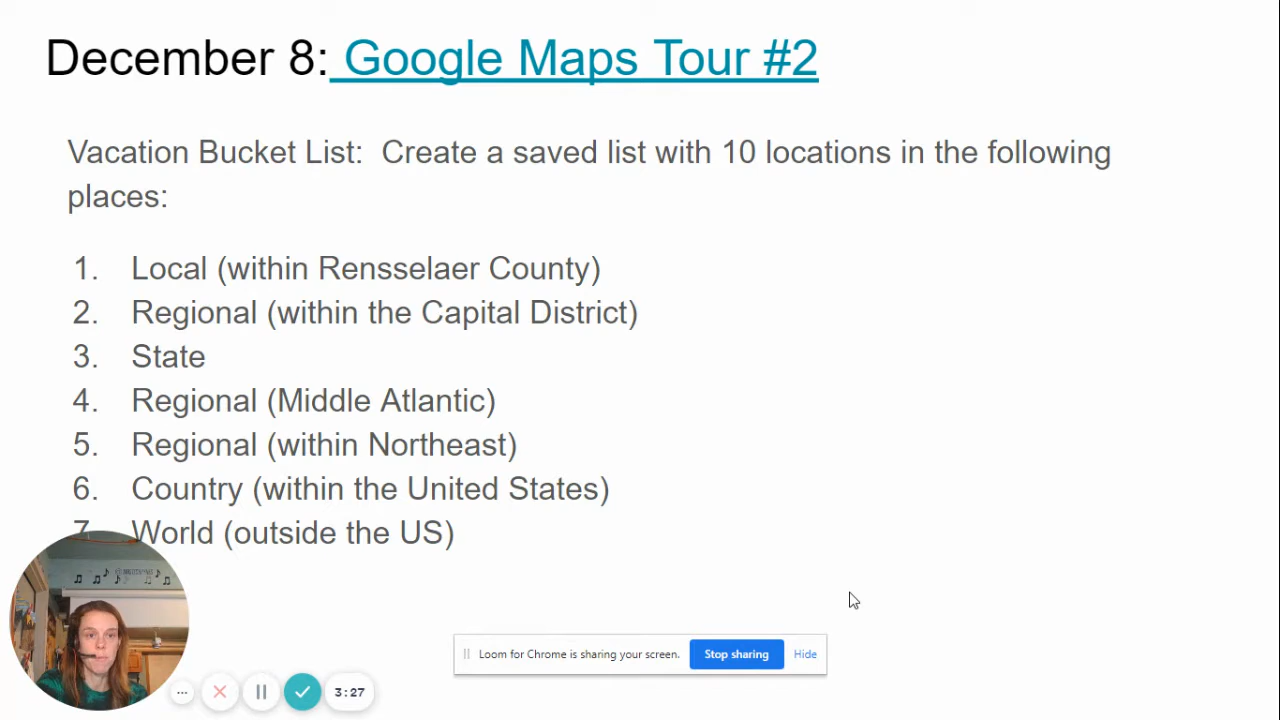 December 8: Google Maps Tour #2
Vacation Bucket List:  Create a saved list with 10 locations in the following
places:
1. Local (within Rensselaer County)
2. Regional (within the Capital District)
3. State
4. Regional (Middle Atlantic)
5. Regional (within Northeast)
6. Country (within the United States)
7. World (outside the US)
Loom for Chrome is sharing your screen. Stop sharing Hide
3:27